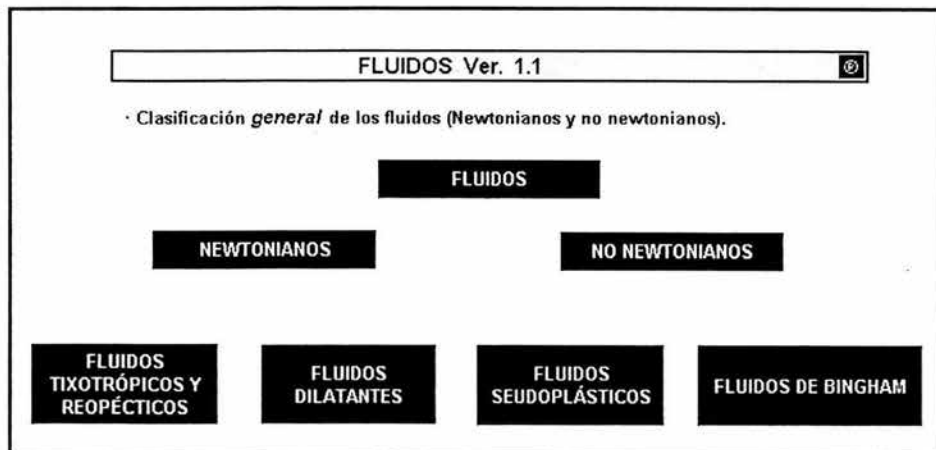 FLUIDOS Ver. 1.1 ®
· Clasificación general de los fluidos (Newtonianos y no newtonianos).
FLUIDOS
NEWTONIANOS
NO NEWTONIANOS
FLUIDOS
TIXOTRÓPICOS Y
REOPÉCTICOS
FLUIDOS
DILATANTES
FLUIDOS
SEUDOPLÁSTICOS
FLUIDOS DE BINGHAM